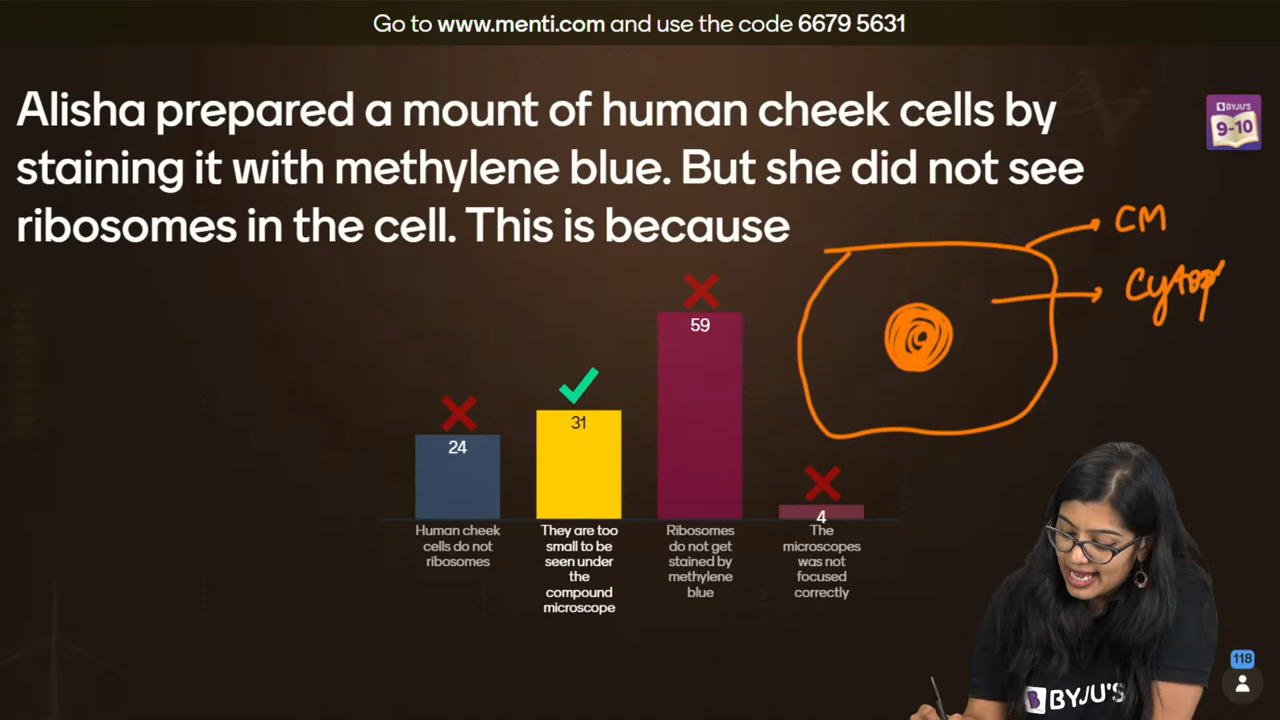 Go to www.menti.com and use the code 6679 5631
Alisha prepared a mount of human cheek cells by
staining it with methylene blue. But she did not see
ribosomes in the cell. This is because
BYJU'S
9-10
CM
24
31
59
4
Human cheek
cells do not
ribosomes
They are too
small to be
seen under
the
compound
microscope
Ribosomes
do not get
stained by
methylene
blue
The
microscopes
was not
focused
correctly
BYJU'S
118